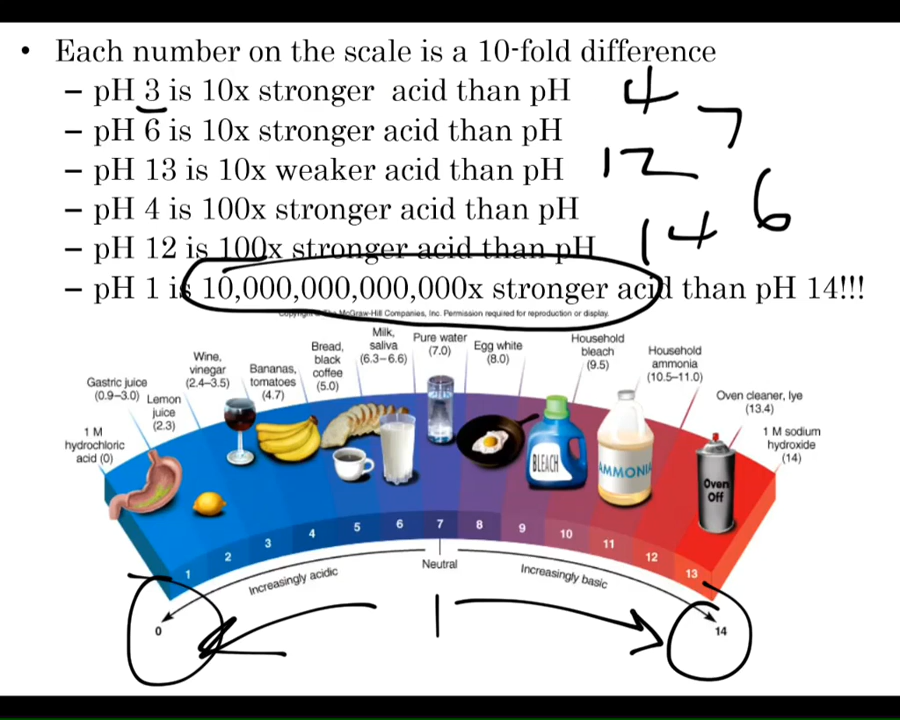 • Each number on the scale is a 10-fold difference
– pH 3 is 10x stronger acid than pH 4
– pH 6 is 10x stronger acid than pH 7
– pH 13 is 10x weaker acid than pH 12
– pH 4 is 100x stronger acid than pH 6
– pH 12 is 100x stronger acid than pH 14
– pH 1 is 10,000,000,000,000x stronger acid than pH 14!!!
Copyright © The McGraw-Hill Companies, Inc. Permission required for reproduction or display.
1 M
hydrochloric
acid (0)
Gastric juice
(0.9–3.0)
Lemon
juice
(2.3)
Wine,
vinegar
(2.4–3.5)
Bananas,
tomatoes
(4.7)
Bread,
black
coffee
(5.0)
Milk,
saliva
(6.3–6.6)
Pure water
(7.0)
Egg white
(8.0)
Household
bleach
(9.5)
Household
ammonia
(10.5–11.0)
Oven cleaner, lye
(13.4)
1 M sodium
hydroxide
(14)
BLEACH
AMMONIA
Oven
Off
0 1 2 3 4 5 6 7 8 9 10 11 12 13 14
Increasingly acidic
Neutral
Increasingly basic